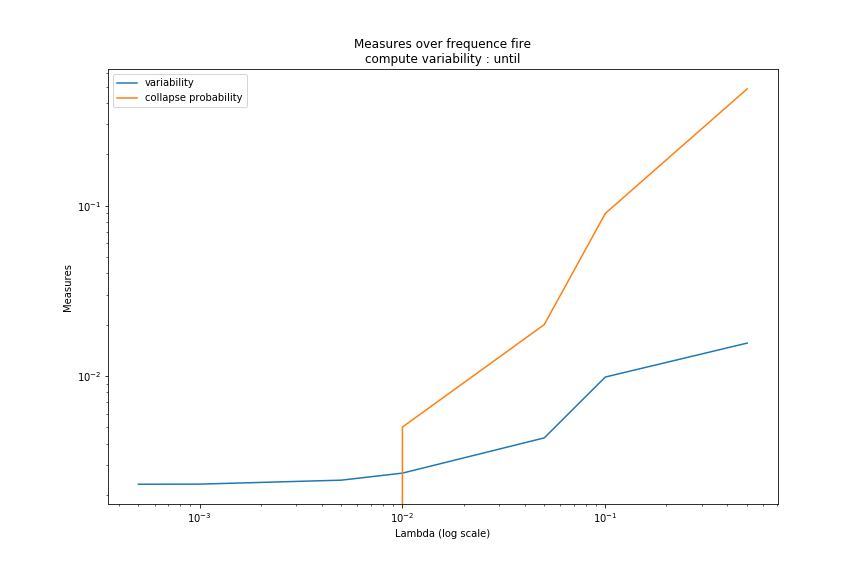 Measures over frequence fire
compute variability : until
variability
collapse probability
10⁻¹
10⁻²
Measures
10⁻³
10⁻²
10⁻¹
Lambda (log scale)